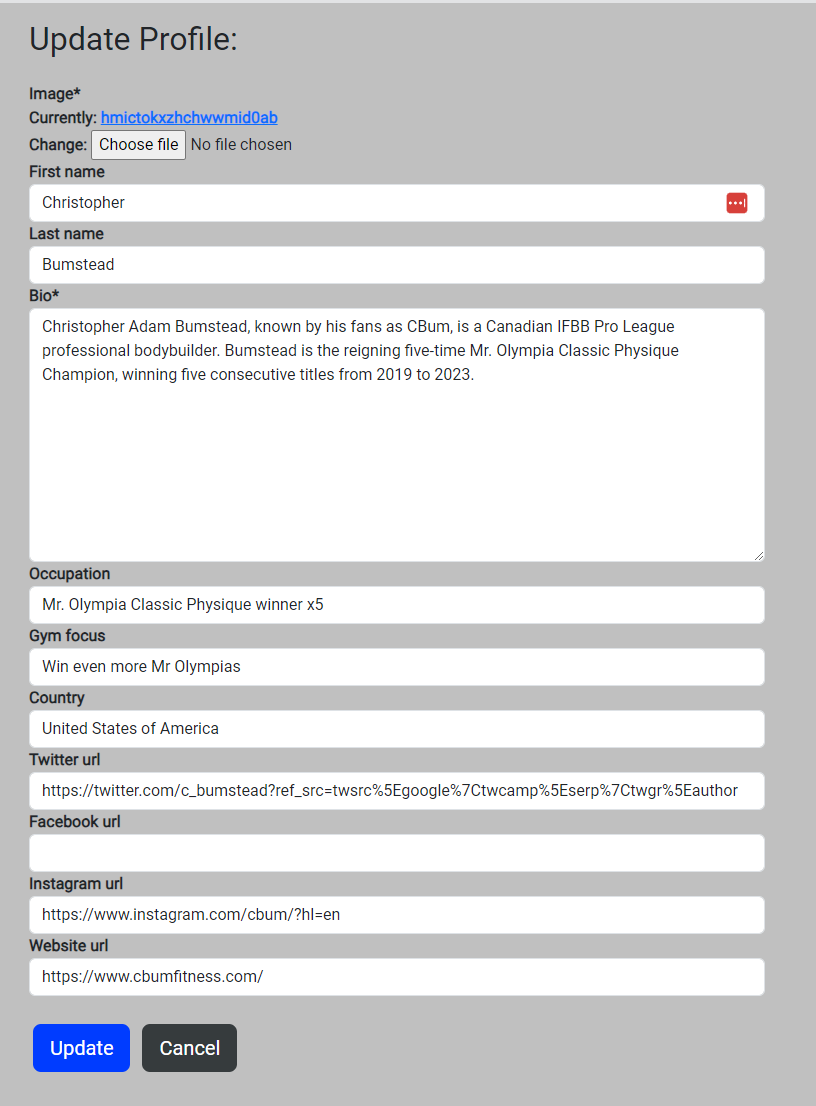 Update Profile:
Image*
Currently: hmictokxzhchwwmid0ab
Change: Choose file No file chosen
First name
Christopher
Last name
Bumstead
Bio*
Christopher Adam Bumstead, known by his fans as CBum, is a Canadian IFBB Pro League
professional bodybuilder. Bumstead is the reigning five-time Mr. Olympia Classic Physique
Champion, winning five consecutive titles from 2019 to 2023.
Occupation
Mr. Olympia Classic Physique winner x5
Gym focus
Win even more Mr Olympias
Country
United States of America
Twitter url
https://twitter.com/c_bumstead?ref_src=twsrc%5Egoogle%7Ctwcamp%5Eserp%7Ctwgr%5Eauthor
Facebook url
Instagram url
https://www.instagram.com/cbum/?hl=en
Website url
https://www.cbumfitness.com/
Update Cancel